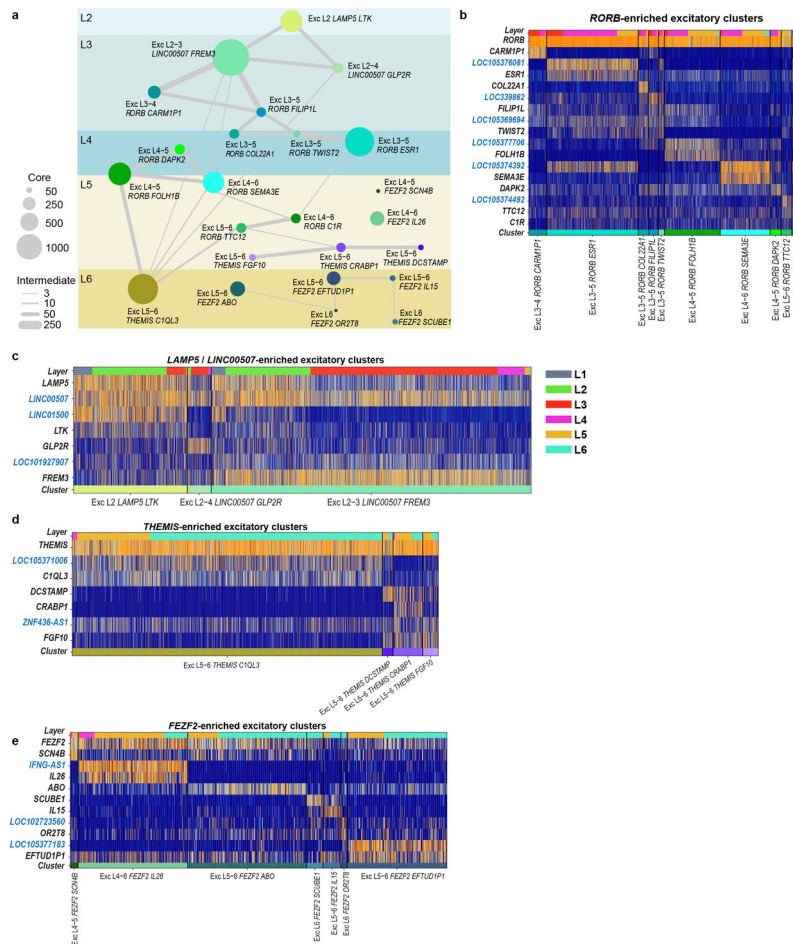 a
L2
Exc L2 LAMP5 LTK
L3
Exc L2–3
LINC00507 FREM3
Exc L2–4
LINC00507 GLP2R
Exc L3–4
RORB CARM1P1
Exc L3–5
RORB FILIP1L
L4
Exc L4–5
RORB DAPK2
Exc L3–5
RORB COL22A1
Exc L3–5
RORB TWIST2
Exc L3–5
RORB ESR1
L5
Exc L4–5
RORB FOLH1B
Exc L4–6
RORB SEMA3E
Exc L4–5
FEZF2 SCN4B
Exc L4–6
RORB C1R
Exc L4–6
FEZF2 IL26
Exc L5–6
RORB TTC12
Exc L5–6
THEMIS FGF10
Exc L5–6
THEMIS CRABP1
Exc L5–6
THEMIS DCSTAMP
L6
Exc L5–6
THEMIS C1QL3
Exc L5–6
FEZF2 ABO
Exc L5–6
FEZF2 EFTUD1P1
Exc L5–6
FEZF2 IL15
Exc L6
FEZF2 OR2T8
Exc L6
FEZF2 SCUBE1
Core
50
250
500
1000
Intermediate
3
10
50
250
b
RORB-enriched excitatory clusters
Layer
RORB
CARM1P1
LOC105376081
ESR1
COL22A1
LOC339862
FILIP1L
LOC105369694
TWIST2
LOC105377706
FOLH1B
LOC105374392
SEMA3E
DAPK2
LOC105374492
TTC12
C1R
Cluster
Exc L3–4 RORB CARM1P1
Exc L3–5 RORB ESR1
Exc L3–5 RORB COL22A1
Exc L3–5 RORB FILIP1L
Exc L3–5 RORB TWIST2
Exc L4–5 RORB FOLH1B
Exc L4–6 RORB SEMA3E
Exc L4–5 RORB DAPK2
Exc L5–6 RORB TTC12
c
LAMP5 / LINC00507-enriched excitatory clusters
Layer
LAMP5
LINC00507
LINC01500
LTK
GLP2R
LOC101927907
FREM3
Cluster
Exc L2 LAMP5 LTK
Exc L2–4 LINC00507 GLP2R
Exc L2–3 LINC00507 FREM3
L1
L2
L3
L4
L5
L6
d
THEMIS-enriched excitatory clusters
Layer
THEMIS
LOC105371006
C1QL3
DCSTAMP
CRABP1
ZNF436-AS1
FGF10
Cluster
Exc L5–6 THEMIS C1QL3
Exc L5–6 THEMIS DCSTAMP
Exc L5–6 THEMIS CRABP1
Exc L5–6 THEMIS FGF10
e
FEZF2-enriched excitatory clusters
Layer
FEZF2
SCN4B
IFNG-AS1
IL26
ABO
SCUBE1
IL15
LOC102723560
OR2T8
LOC105377183
EFTUD1P1
Cluster
Exc L4–5 FEZF2 SCN4B
Exc L4–6 FEZF2 IL26
Exc L5–6 FEZF2 ABO
Exc L6 FEZF2 SCUBE1
Exc L5–6 FEZF2 IL15
Exc L6 FEZF2 OR2T8
Exc L5–6 FEZF2 EFTUD1P1